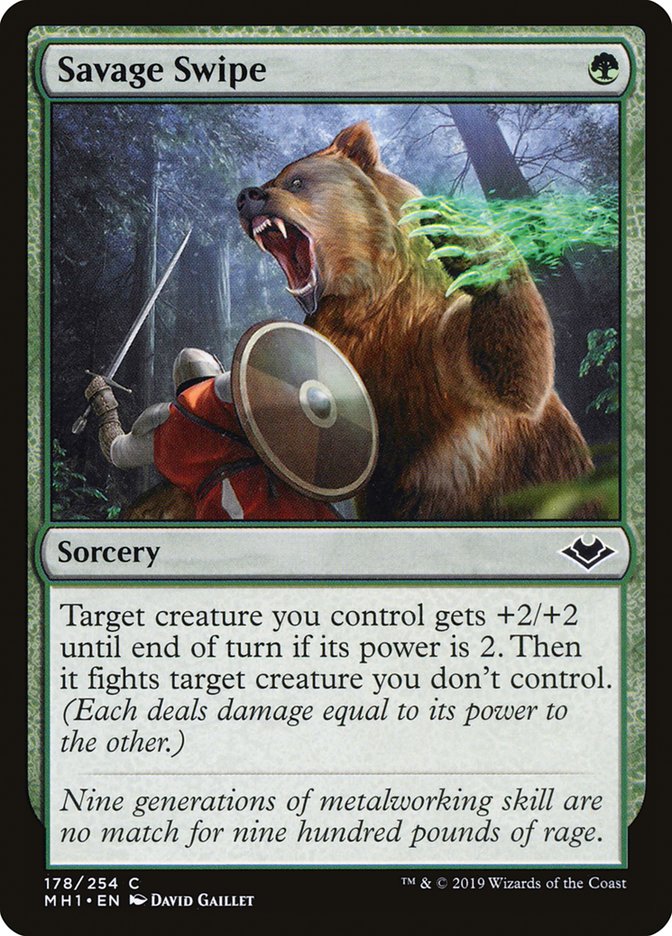 Savage Swipe
Sorcery
Target creature you control gets +2/+2
until end of turn if its power is 2. Then
it fights target creature you don't control.
(Each deals damage equal to its power to
the other.)
Nine generations of metalworking skill are
no match for nine hundred pounds of rage.
178/254 C
MH1 • EN DAVID GAILLET
™ & © 2019 Wizards of the Coast